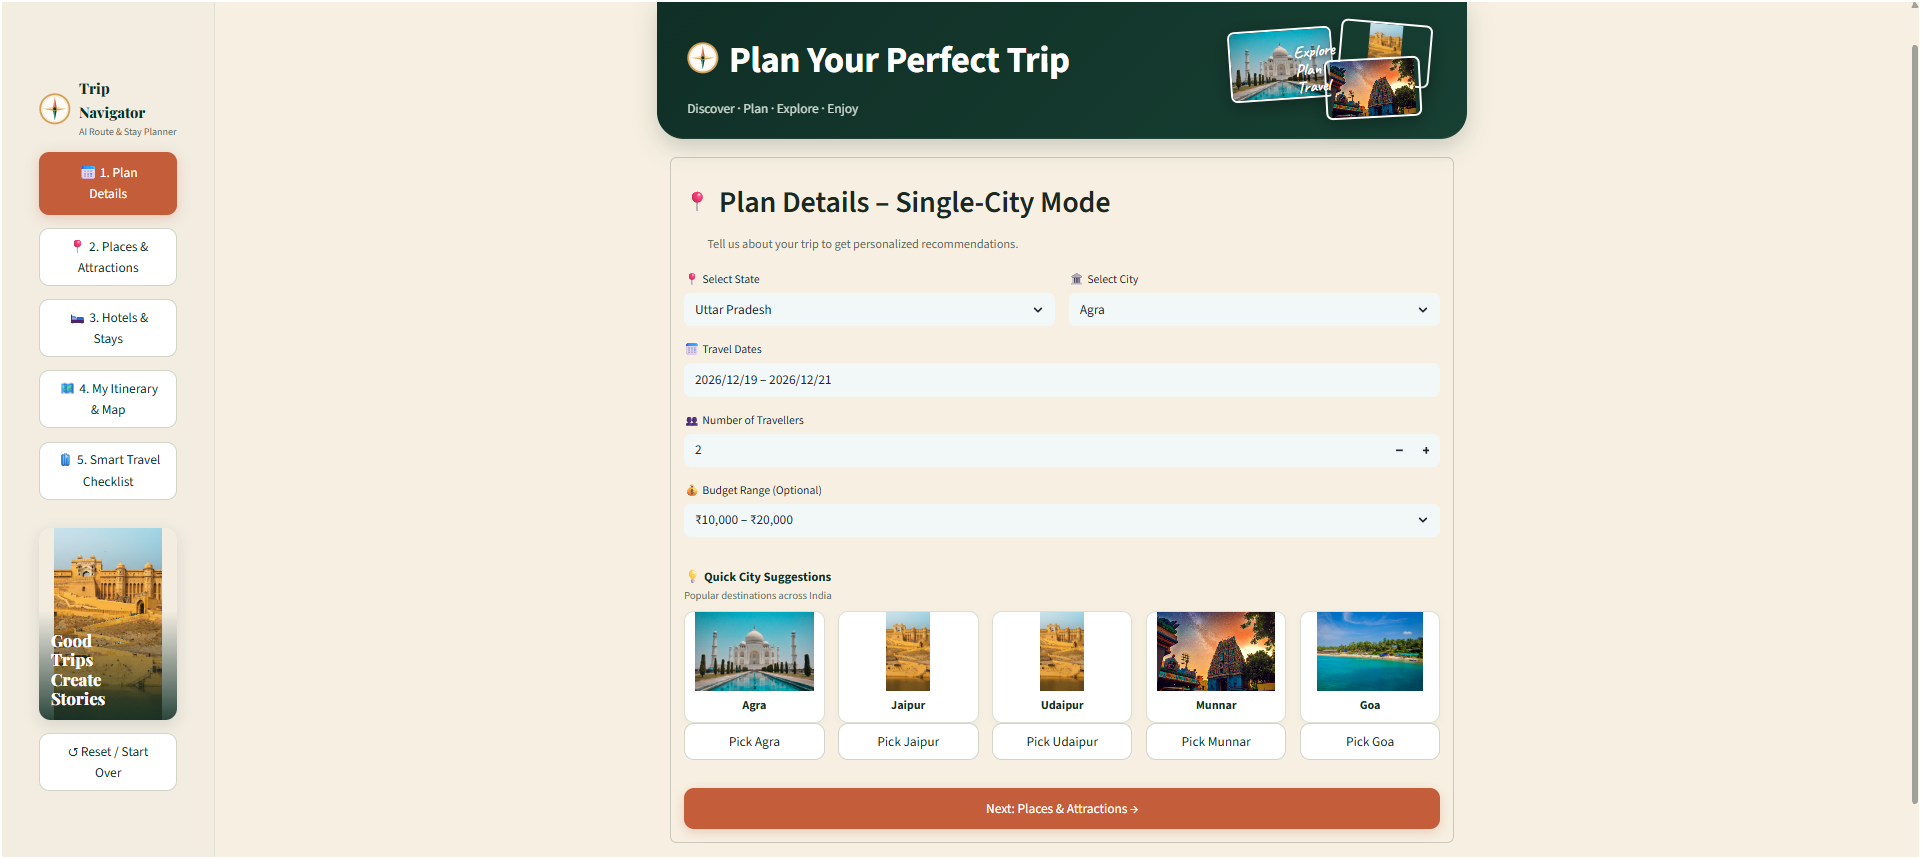 Trip
Navigator
AI Route & Stay Planner
1. Plan
Details
2. Places &
Attractions
3. Hotels &
Stays
4. My Itinerary
& Map
5. Smart Travel
Checklist
Good
Trips
Create
Stories
↺ Reset / Start
Over
Plan Your Perfect Trip
Discover · Plan · Explore · Enjoy
Explore
Plan
Travel
Plan Details – Single-City Mode
Tell us about your trip to get personalized recommendations.
Select State
Select City
Uttar Pradesh
Agra
Travel Dates
2026/12/19 – 2026/12/21
Number of Travellers
2
− +
Budget Range (Optional)
₹10,000 – ₹20,000
Quick City Suggestions
Popular destinations across India
Agra
Jaipur
Udaipur
Munnar
Goa
Pick Agra
Pick Jaipur
Pick Udaipur
Pick Munnar
Pick Goa
Next: Places & Attractions →